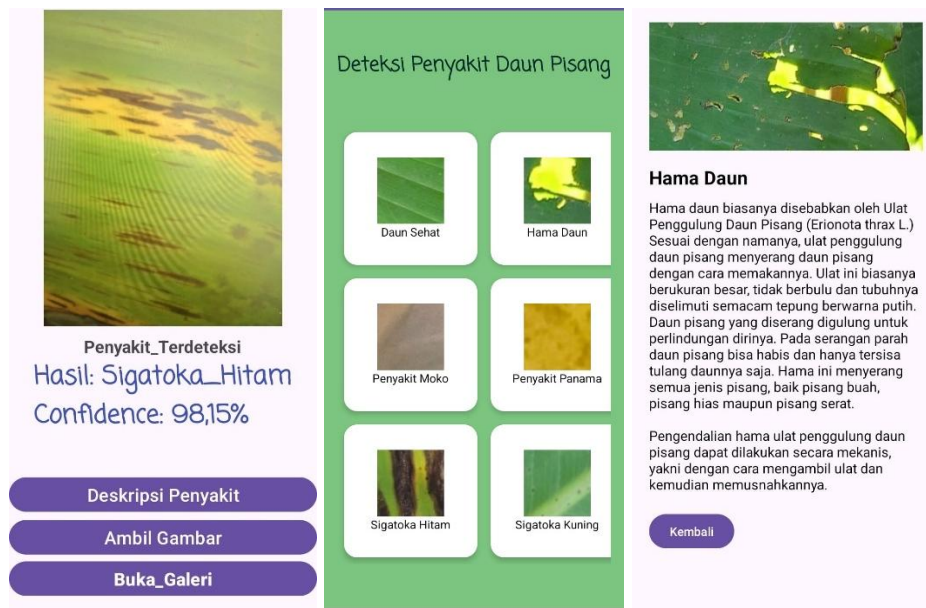 Penyakit_Terdeteksi
Hasil: Sigatoka_Hitam
Confidence: 98,15%
Deskripsi Penyakit
Ambil Gambar
Buka_Galeri
Deteksi Penyakit Daun Pisang
Daun Sehat
Hama Daun
Penyakit Moko
Penyakit Panama
Sigatoka Hitam
Sigatoka Kuning
Hama Daun
Hama daun biasanya disebabkan oleh Ulat
Penggulung Daun Pisang (Erionota thrax L.)
Sesuai dengan namanya, ulat penggulung
daun pisang menyerang daun pisang
dengan cara memakannya. Ulat ini biasanya
berukuran besar, tidak berbulu dan tubuhnya
diselimuti semacam tepung berwarna putih.
Daun pisang yang diserang digulung untuk
perlindungan dirinya. Pada serangan parah
daun pisang bisa habis dan hanya tersisa
tulang daunnya saja. Hama ini menyerang
semua jenis pisang, baik pisang buah,
pisang hias maupun pisang serat.
Pengendalian hama ulat penggulung daun
pisang dapat dilakukan secara mekanis,
yakni dengan cara mengambil ulat dan
kemudian memusnahkannya.
Kembali